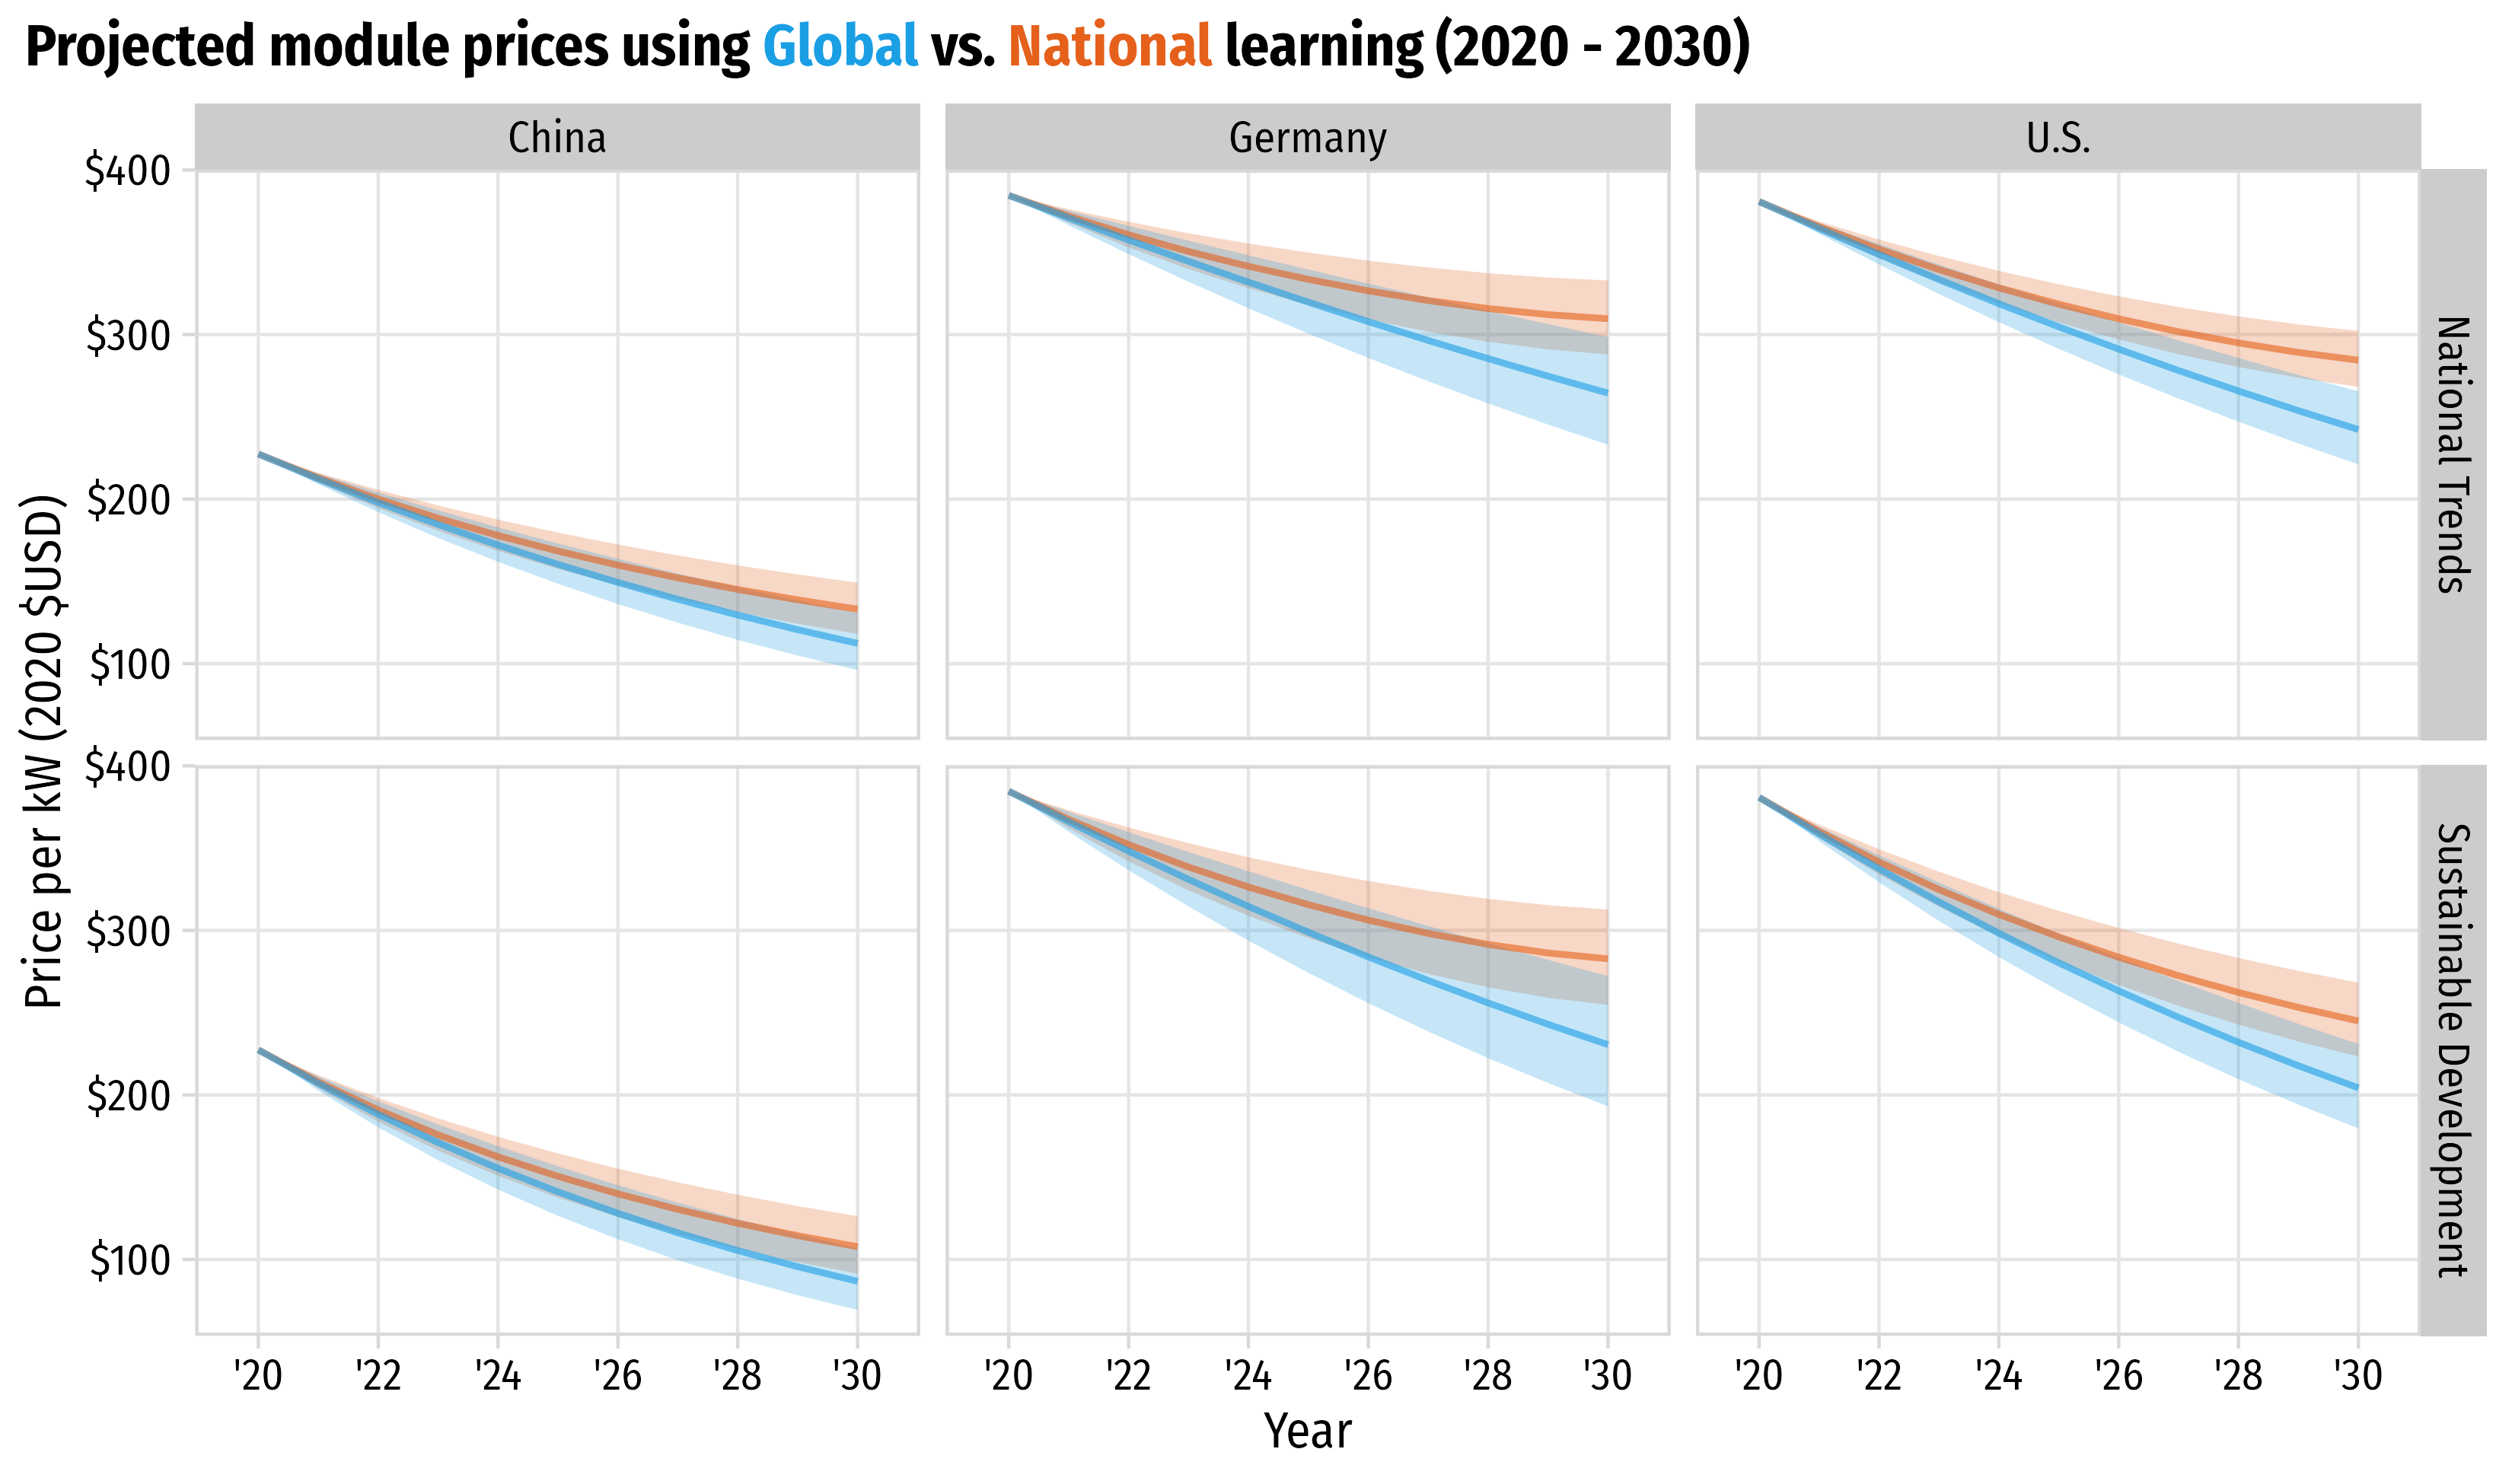 Projected module prices using Global vs. National learning (2020 - 2030)
China
Germany
U.S.
$400
$300
$200
$100
National Trends
Price per kW (2020 $USD)
$400
$300
$200
$100
Sustainable Development
'20 '22 '24 '26 '28 '30
'20 '22 '24 '26 '28 '30
'20 '22 '24 '26 '28 '30
Year